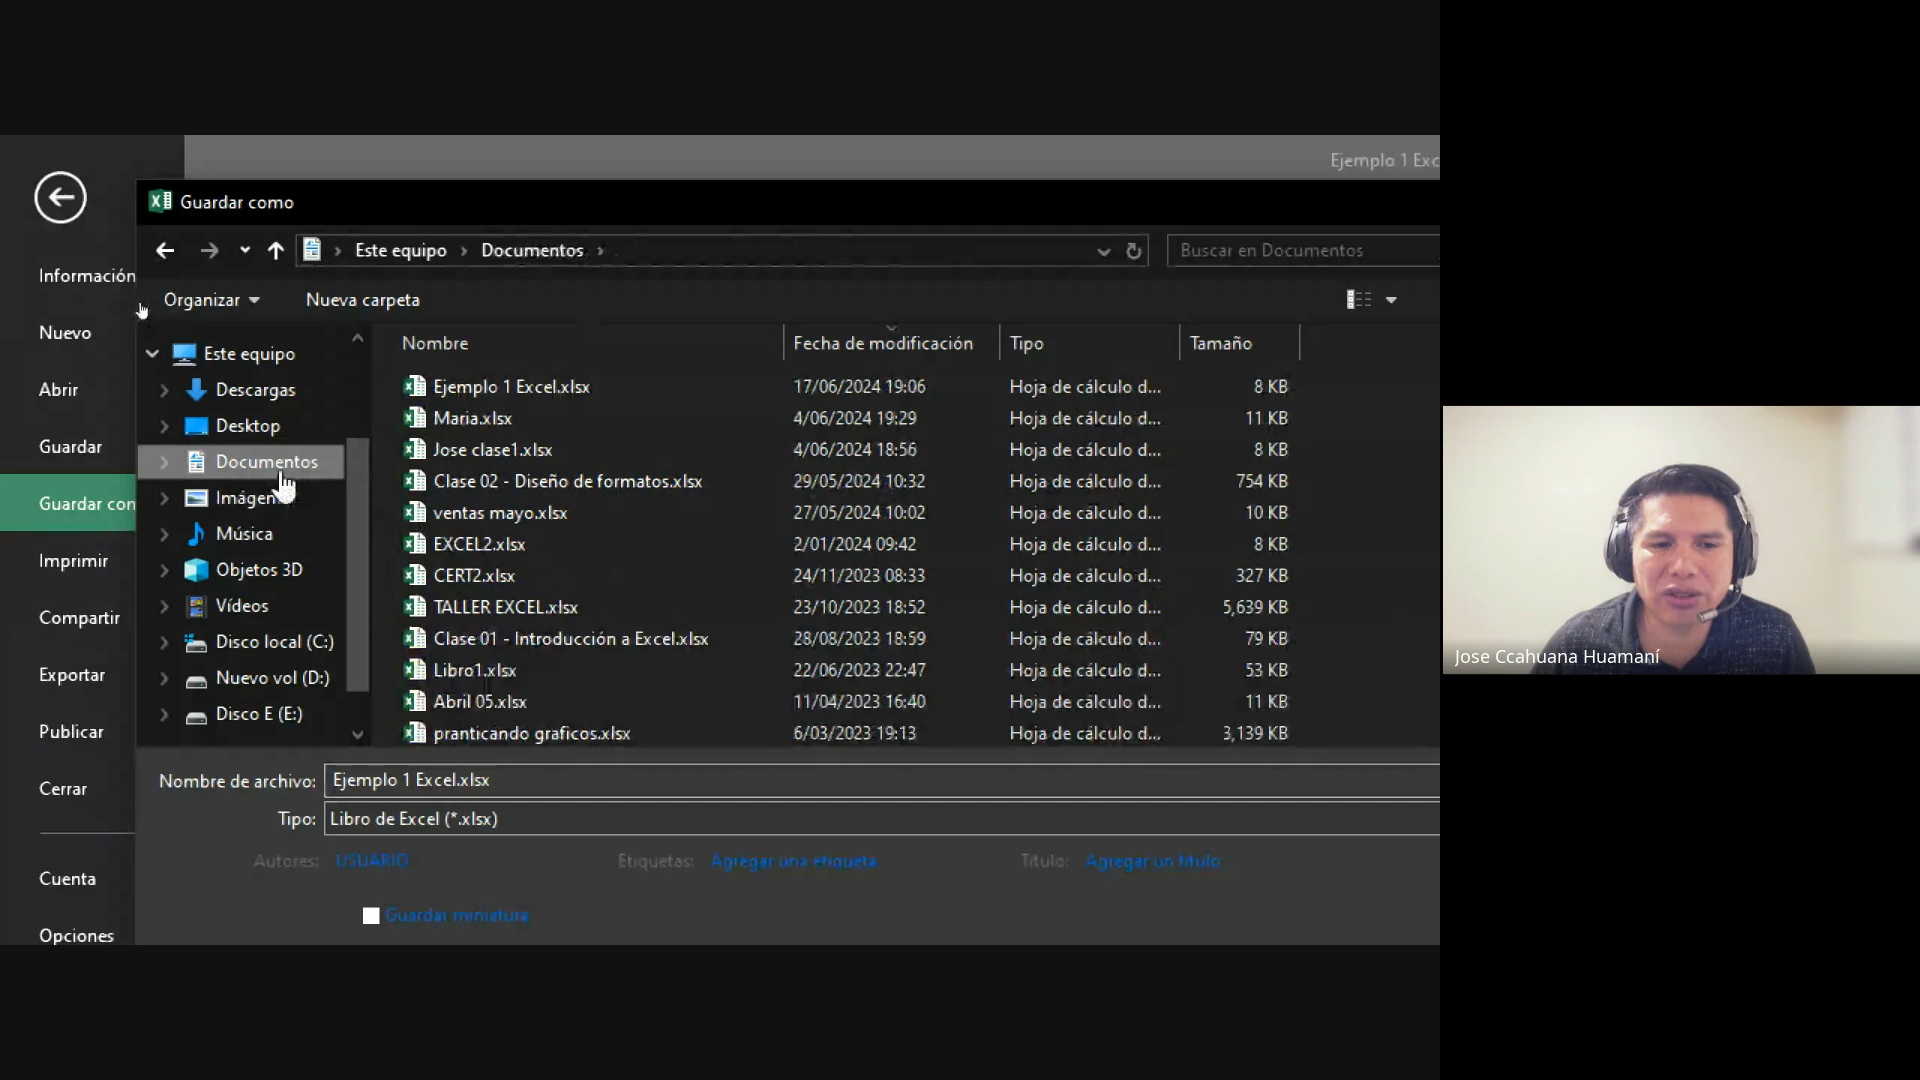 Ejemplo 1 Exc
Guardar como
Este equipo > Documentos >
Buscar en Documentos
Información
Organizar
Nueva carpeta
Nuevo
Abrir
Guardar
Guardar con
Imprimir
Compartir
Exportar
Publicar
Cerrar
Cuenta
Opciones
Este equipo
Descargas
Desktop
Documentos
Imágen
Música
Objetos 3D
Vídeos
Disco local (C:)
Nuevo vol (D:)
Disco E (E:)
Nombre Fecha de modificación Tipo Tamaño
Ejemplo 1 Excel.xlsx 17/06/2024 19:06 Hoja de cálculo d... 8 KB
Maria.xlsx 4/06/2024 19:29 Hoja de cálculo d... 11 KB
Jose clase1.xlsx 4/06/2024 18:56 Hoja de cálculo d... 8 KB
Clase 02 - Diseño de formatos.xlsx 29/05/2024 10:32 Hoja de cálculo d... 754 KB
ventas mayo.xlsx 27/05/2024 10:02 Hoja de cálculo d... 10 KB
EXCEL2.xlsx 2/01/2024 09:42 Hoja de cálculo d... 8 KB
CERT2.xlsx 24/11/2023 08:33 Hoja de cálculo d... 327 KB
TALLER EXCEL.xlsx 23/10/2023 18:52 Hoja de cálculo d... 5,639 KB
Clase 01 - Introducción a Excel.xlsx 28/08/2023 18:59 Hoja de cálculo d... 79 KB
Libro1.xlsx 22/06/2023 22:47 Hoja de cálculo d... 53 KB
Abril 05.xlsx 11/04/2023 16:40 Hoja de cálculo d... 11 KB
pranticando graficos.xlsx 6/03/2023 19:13 Hoja de cálculo d... 3,139 KB
Nombre de archivo: Ejemplo 1 Excel.xlsx
Tipo: Libro de Excel (*.xlsx)
Autores: USUARIO Etiquetas: Agregar una etiqueta Título: Agregar un título
Guardar miniatura
Jose Ccahuana Huamaní